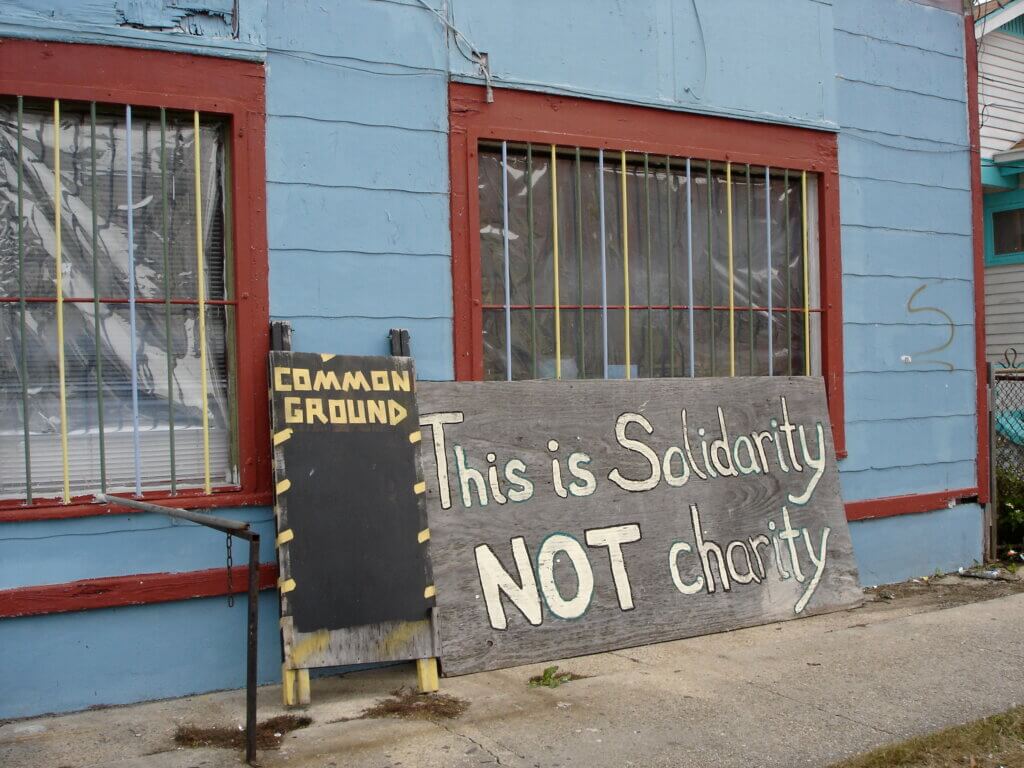 COMMON
GROUND
This is Solidarity
NOT charity